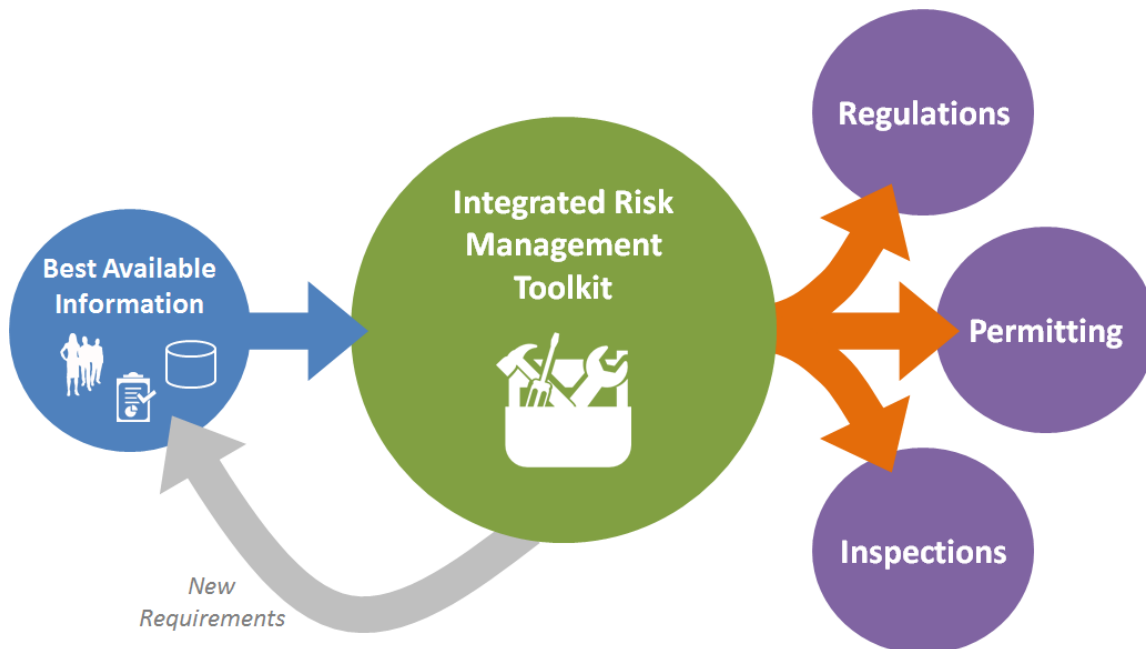 Best Available
Information
Integrated Risk
Management
Toolkit
Regulations
Permitting
Inspections
New
Requirements